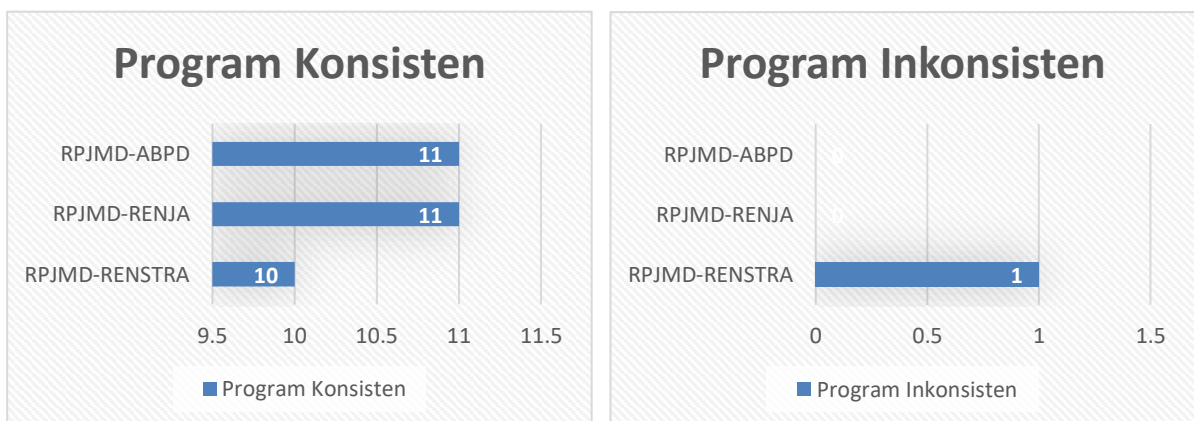 Program Konsisten
RPJMD-ABPD
11
RPJMD-RENJA
11
RPJMD-RENSTRA
10
9.5 10 10.5 11 11.5
Program Konsisten
Program Inkonsisten
RPJMD-ABPD
0
RPJMD-RENJA
0
RPJMD-RENSTRA
1
0 0.5 1 1.5
Program Inkonsisten